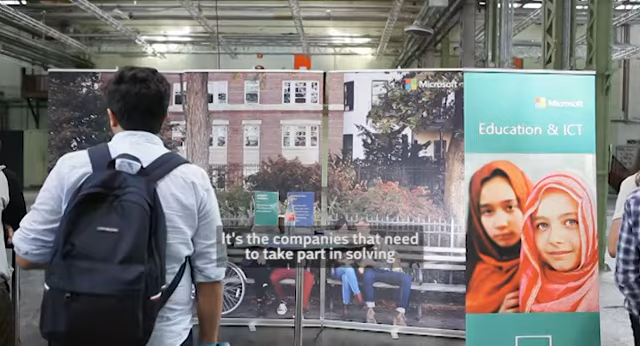 Microsoft
Microsoft
Education & ICT
It's the companies that need
to take part in solving